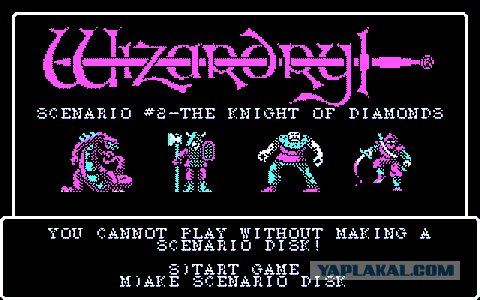 Wizardry®
SCENARIO #2-THE KNIGHT OF DIAMONDS
YOU CANNOT PLAY WITHOUT MAKING A
SCENARIO DISK!
S)TART GAME
M)AKE SCENARIO DISK
YAPLAKAL.COM